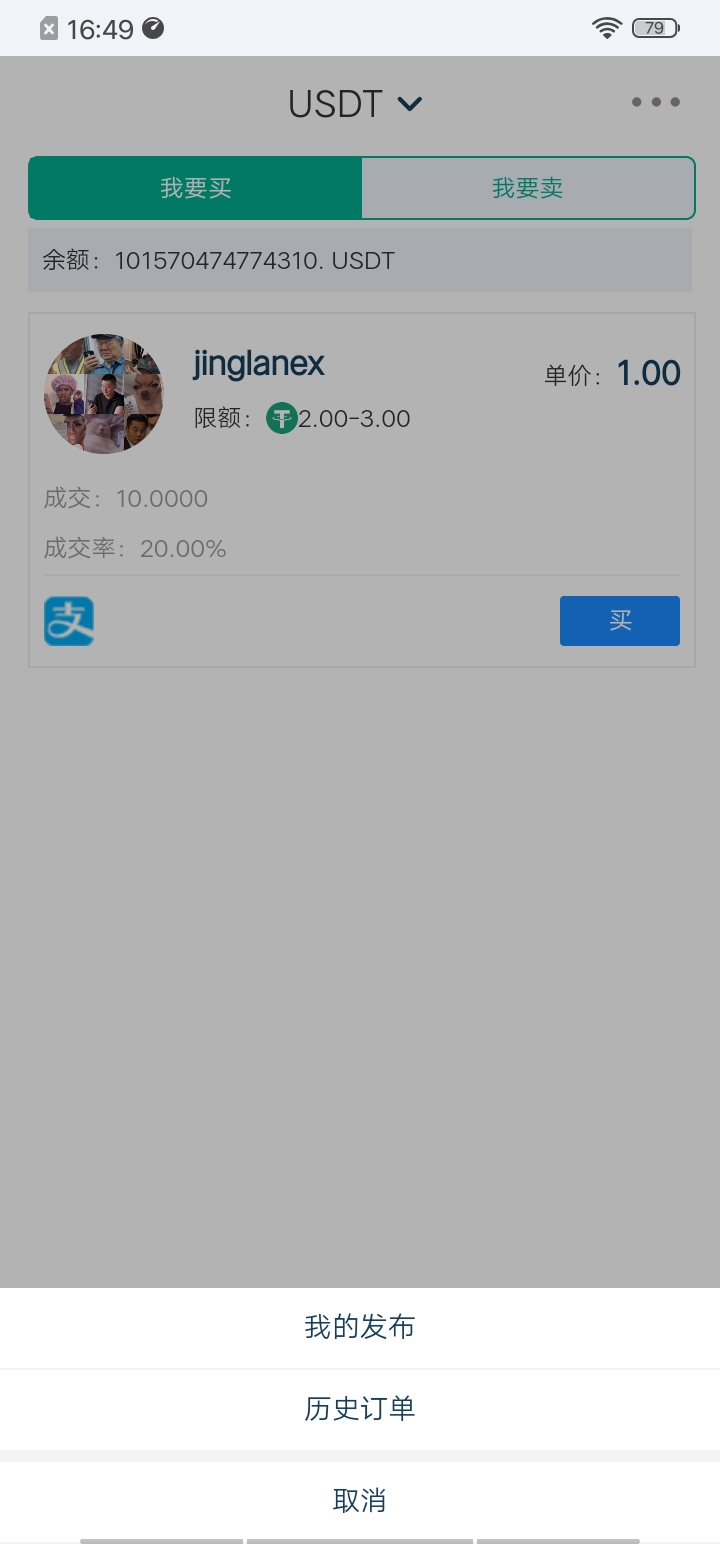 16:49
79
USDT
我要买
我要卖
余额：101570474774310. USDT
jinglanex
单价：1.00
限额：2.00-3.00
成交：10.0000
成交率：20.00%
支
买
我的发布
历史订单
取消